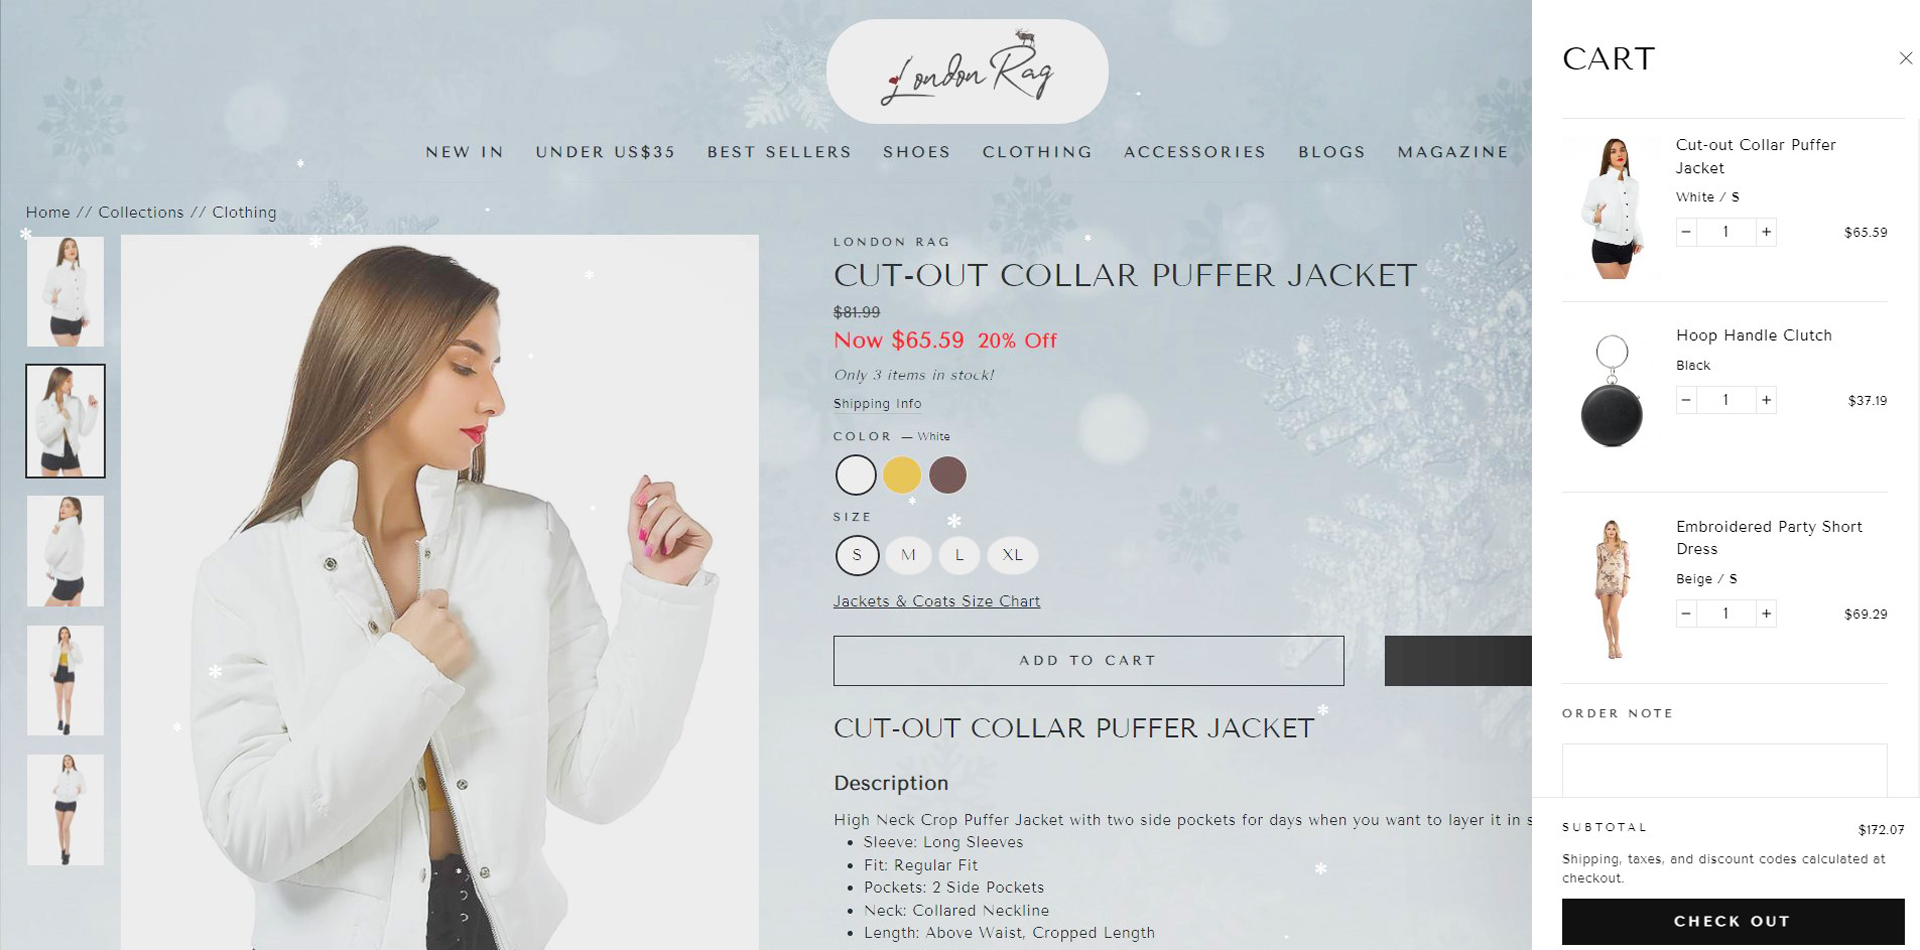 London Rag
NEW IN UNDER US$35 BEST SELLERS SHOES CLOTHING ACCESSORIES BLOGS MAGAZINE
Home // Collections // Clothing
LONDON RAG
CUT-OUT COLLAR PUFFER JACKET
$81.99
Now $65.59 20% Off
Only 3 items in stock!
Shipping Info
COLOR — White
SIZE
S M L XL
Jackets & Coats Size Chart
ADD TO CART
CUT-OUT COLLAR PUFFER JACKET
Description
High Neck Crop Puffer Jacket with two side pockets for days when you want to layer it in s
• Sleeve: Long Sleeves
• Fit: Regular Fit
• Pockets: 2 Side Pockets
• Neck: Collared Neckline
• Length: Above Waist, Cropped Length
CART
Cut-out Collar Puffer
Jacket
White / S
− 1 + $65.59
Hoop Handle Clutch
Black
− 1 + $37.19
Embroidered Party Short
Dress
Beige / S
− 1 + $69.29
ORDER NOTE
SUBTOTAL $172.07
Shipping, taxes, and discount codes calculated at
checkout.
CHECK OUT